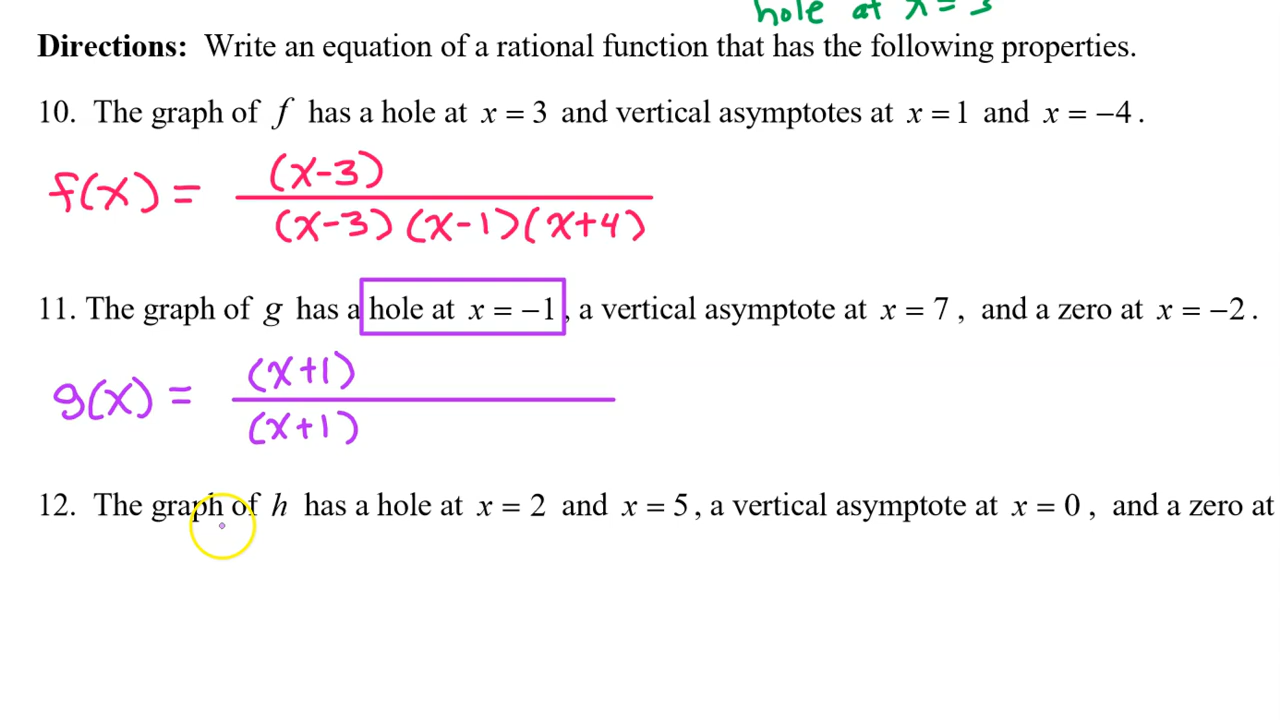 hole at x = 3
Directions: Write an equation of a rational function that has the following properties.
10. The graph of f has a hole at x = 3 and vertical asymptotes at x = 1 and x = −4.
f(x) = (x-3)
(x-3)(x-1)(x+4)
11. The graph of g has a hole at x = −1, a vertical asymptote at x = 7, and a zero at x = −2.
g(x) = (x+1)
(x+1)
12. The graph of h has a hole at x = 2 and x = 5, a vertical asymptote at x = 0, and a zero at